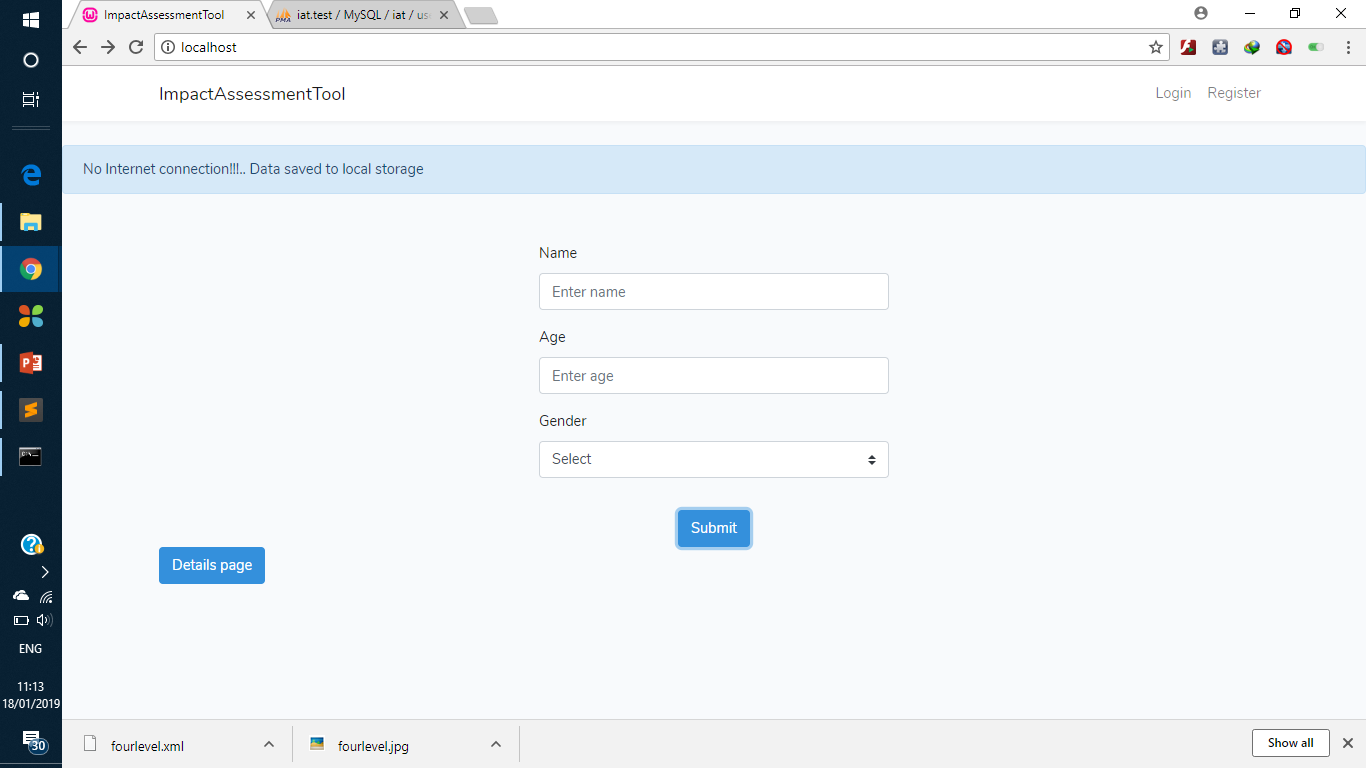 ImpactAssessmentTool
iat.test / MySQL / iat / us
localhost
ImpactAssessmentTool
Login Register
No Internet connection!!!.. Data saved to local storage
Name
Enter name
Age
Enter age
Gender
Select
Submit
Details page
ENG
11:13
18/01/2019
30
fourlevel.xml
fourlevel.jpg
Show all